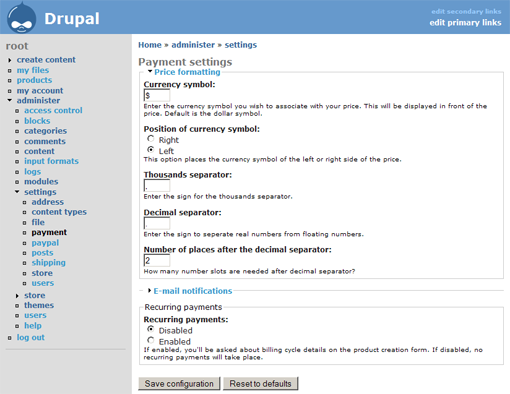 Drupal
edit secondary links
edit primary links
root
create content
my files
products
my account
administer
access control
blocks
categories
comments
content
input formats
logs
modules
settings
address
content types
file
payment
paypal
posts
shipping
store
users
store
themes
users
help
log out
Home » administer » settings
Payment settings
Price formatting
Currency symbol:
$
Enter the currency symbol you wish to associate with your price. This will be displayed in front of the
price. Default is the dollar symbol.
Position of currency symbol:
Right
Left
This option places the currency symbol of the left or right side of the price.
Thousands separator:
Enter the sign for the thousands separator.
Decimal separator:
Enter the sign to seperate real numbers from floating numbers.
Number of places after the decimal separator:
2
How many number slots are needed after decimal separator?
E-mail notifications
Recurring payments
Recurring payments:
Disabled
Enabled
If enabled, you'll be asked about billing cycle details on the product creation form. If disabled, no
recurring payments will take place.
Save configuration
Reset to defaults